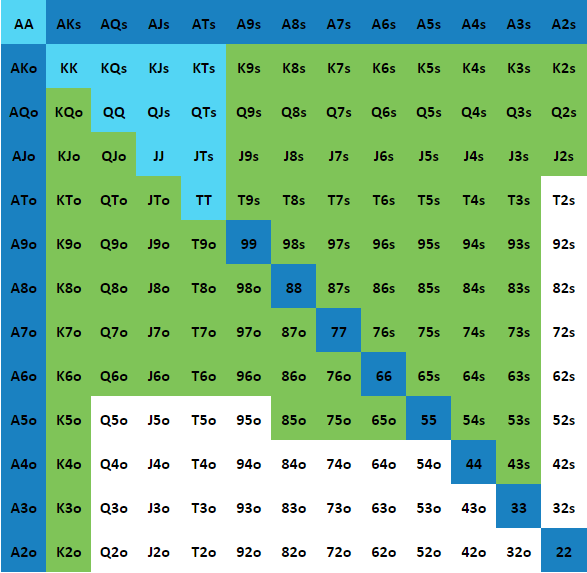 AA AKs AQs AJs ATs A9s A8s A7s A6s A5s A4s A3s A2s
AKo KK KQs KJs KTs K9s K8s K7s K6s K5s K4s K3s K2s
AQo KQo QQ QJs QTs Q9s Q8s Q7s Q6s Q5s Q4s Q3s Q2s
AJo KJo QJo JJ JTs J9s J8s J7s J6s J5s J4s J3s J2s
ATo KTo QTo JTo TT T9s T8s T7s T6s T5s T4s T3s T2s
A9o K9o Q9o J9o T9o 99 98s 97s 96s 95s 94s 93s 92s
A8o K8o Q8o J8o T8o 98o 88 87s 86s 85s 84s 83s 82s
A7o K7o Q7o J7o T7o 97o 87o 77 76s 75s 74s 73s 72s
A6o K6o Q6o J6o T6o 96o 86o 76o 66 65s 64s 63s 62s
A5o K5o Q5o J5o T5o 95o 85o 75o 65o 55 54s 53s 52s
A4o K4o Q4o J4o T4o 94o 84o 74o 64o 54o 44 43s 42s
A3o K3o Q3o J3o T3o 93o 83o 73o 63o 53o 43o 33 32s
A2o K2o Q2o J2o T2o 92o 82o 72o 62o 52o 42o 32o 22